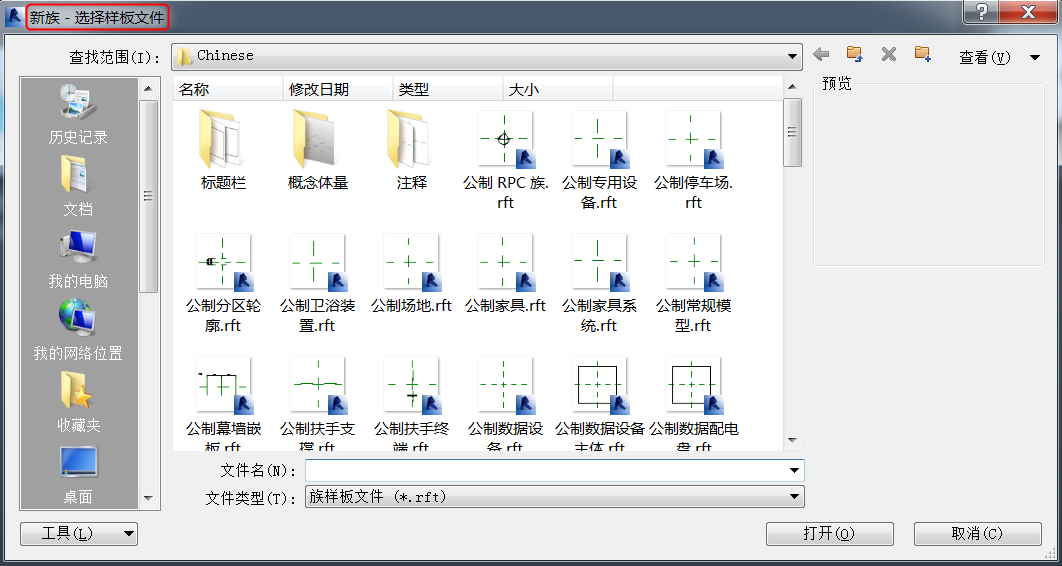 新族 - 选择样板文件
查找范围(I):
Chinese
查看(V)
历史记录
文档
我的电脑
我的网络位置
收藏夹
桌面
名称 修改日期 类型 大小
标题栏
概念体量
注释
公制 RPC 族.
rft
公制专用设
备.rft
公制停车场.
rft
公制分区轮
廓.rft
公制卫浴装
置.rft
公制场地.rft
公制家具.rft
公制家具系
统.rft
公制常规模
型.rft
公制幕墙嵌
板.rft
公制扶手支
撑.rft
公制扶手终
端.rft
公制数据设
备.rft
公制数据设备
主体.rft
公制数据配电
盘.rft
预览
文件名(N):
文件类型(T):
族样板文件 (*.rft)
工具(L)
打开(O)
取消(C)